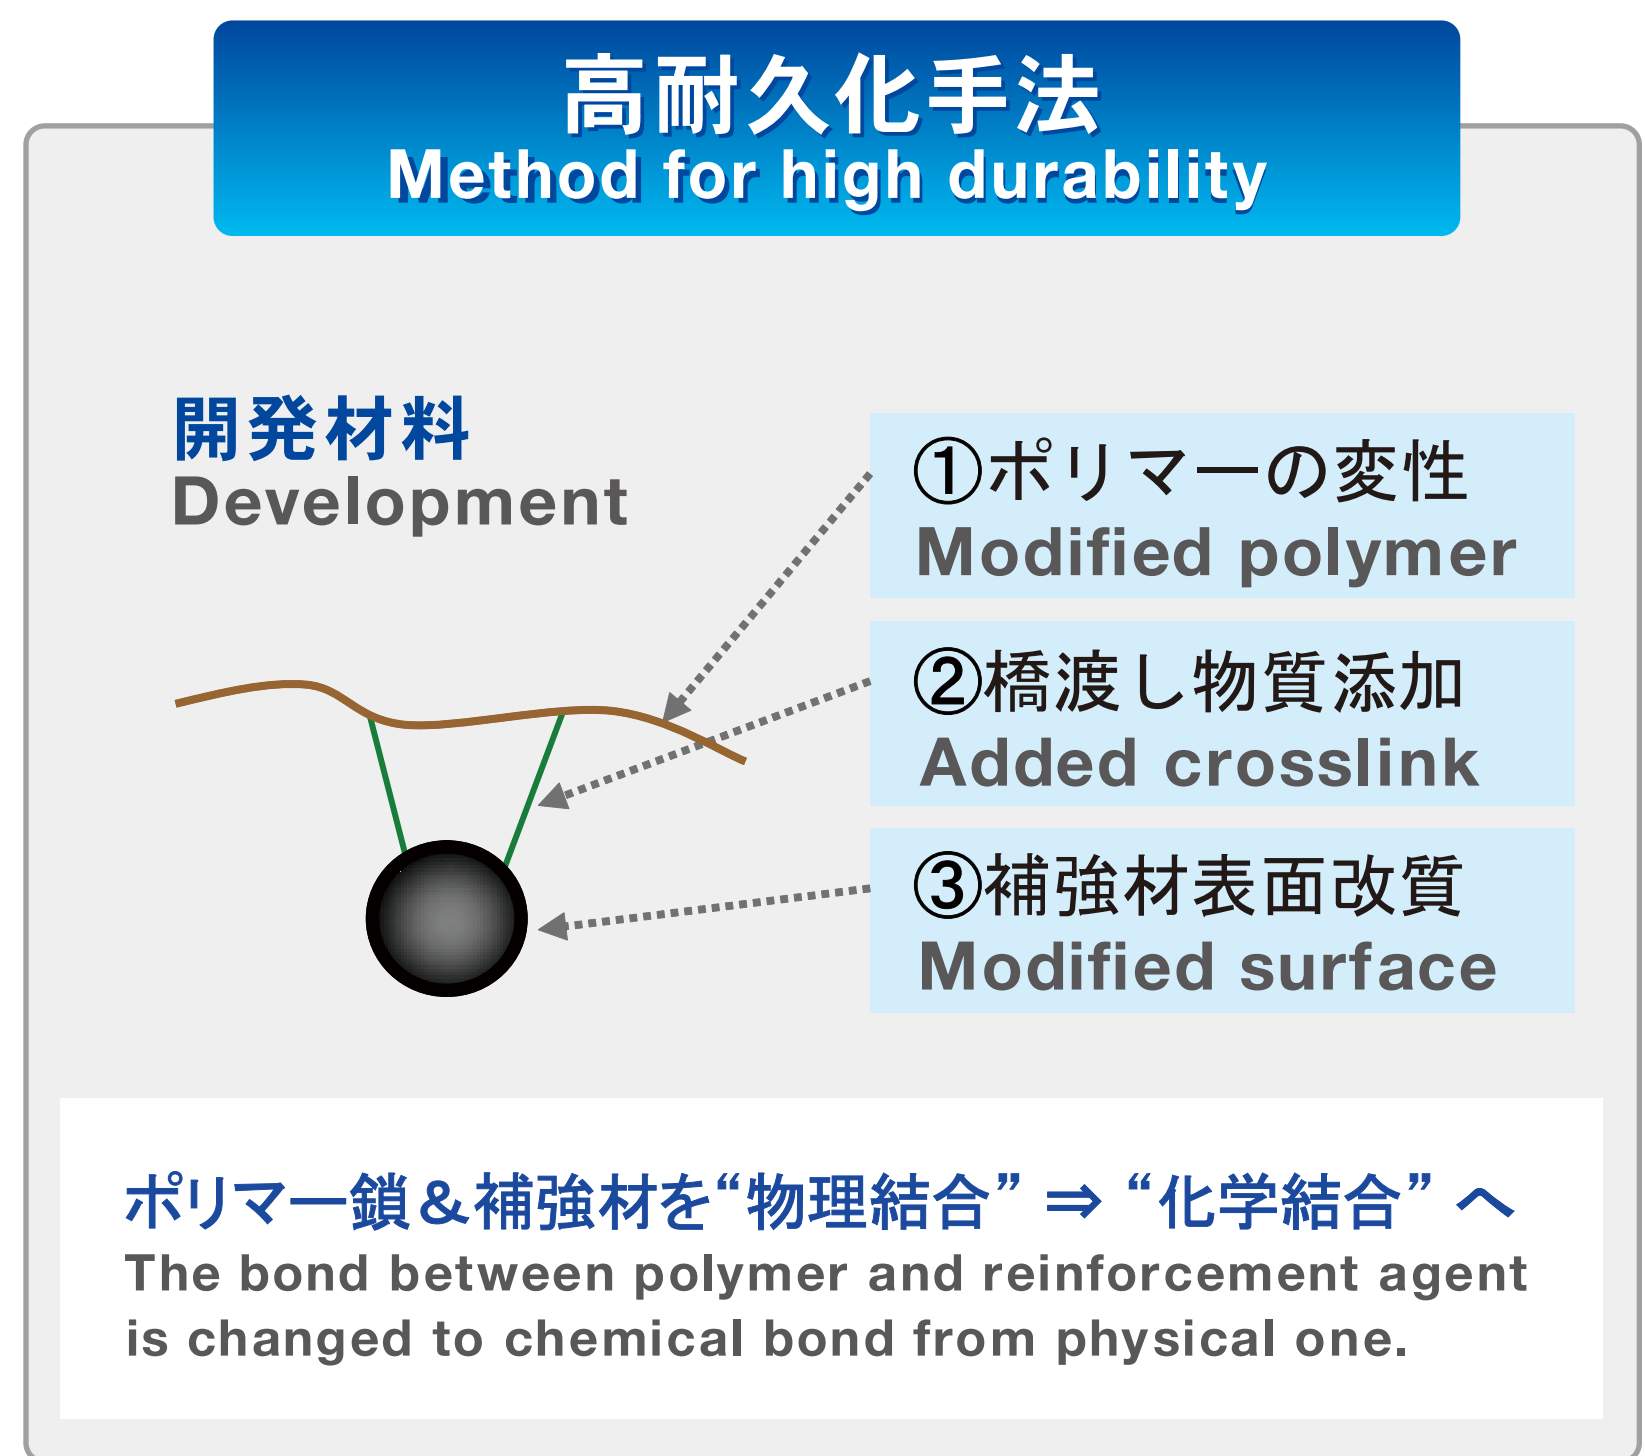 高耐久化手法
Method for high durability
開発材料
Development
①ポリマーの変性
Modified polymer
②橋渡し物質添加
Added crosslink
③補強材表面改質
Modified surface
ポリマー鎖＆補強材を“物理結合” ⇒ “化学結合” へ
The bond between polymer and reinforcement agent
is changed to chemical bond from physical one.